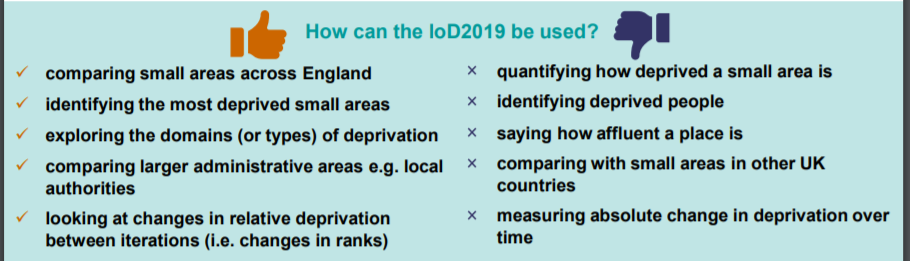 How can the IoD2019 be used?
✓ comparing small areas across England
✓ identifying the most deprived small areas
✓ exploring the domains (or types) of deprivation
✓ comparing larger administrative areas e.g. local
authorities
✓ looking at changes in relative deprivation
between iterations (i.e. changes in ranks)
× quantifying how deprived a small area is
× identifying deprived people
× saying how affluent a place is
× comparing with small areas in other UK
countries
× measuring absolute change in deprivation over
time